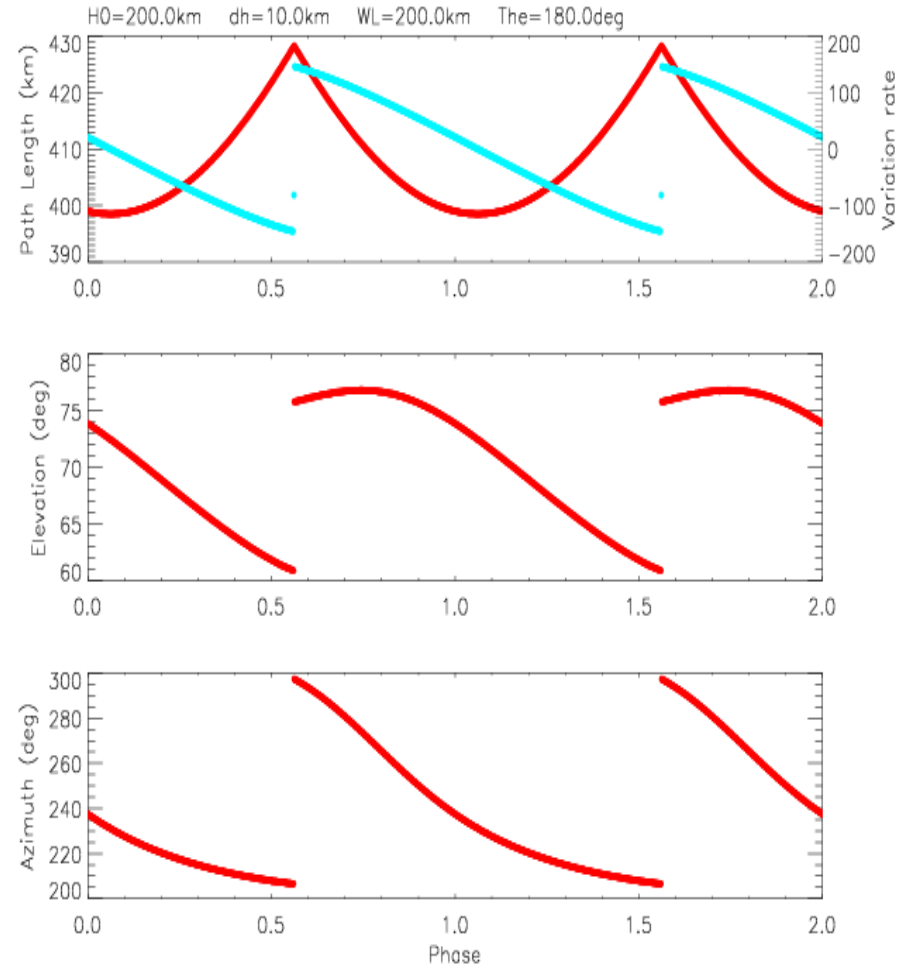 H0=200.0km dh=10.0km WL=200.0km The=180.0deg
Path Length (km)
430
420
410
400
390
200
100
0
−100
−200
Variation rate
0.0 0.5 1.0 1.5 2.0
Elevation (deg)
80
75
70
65
60
0.0 0.5 1.0 1.5 2.0
Azimuth (deg)
300
280
260
240
220
200
0.0 0.5 1.0 1.5 2.0
Phase